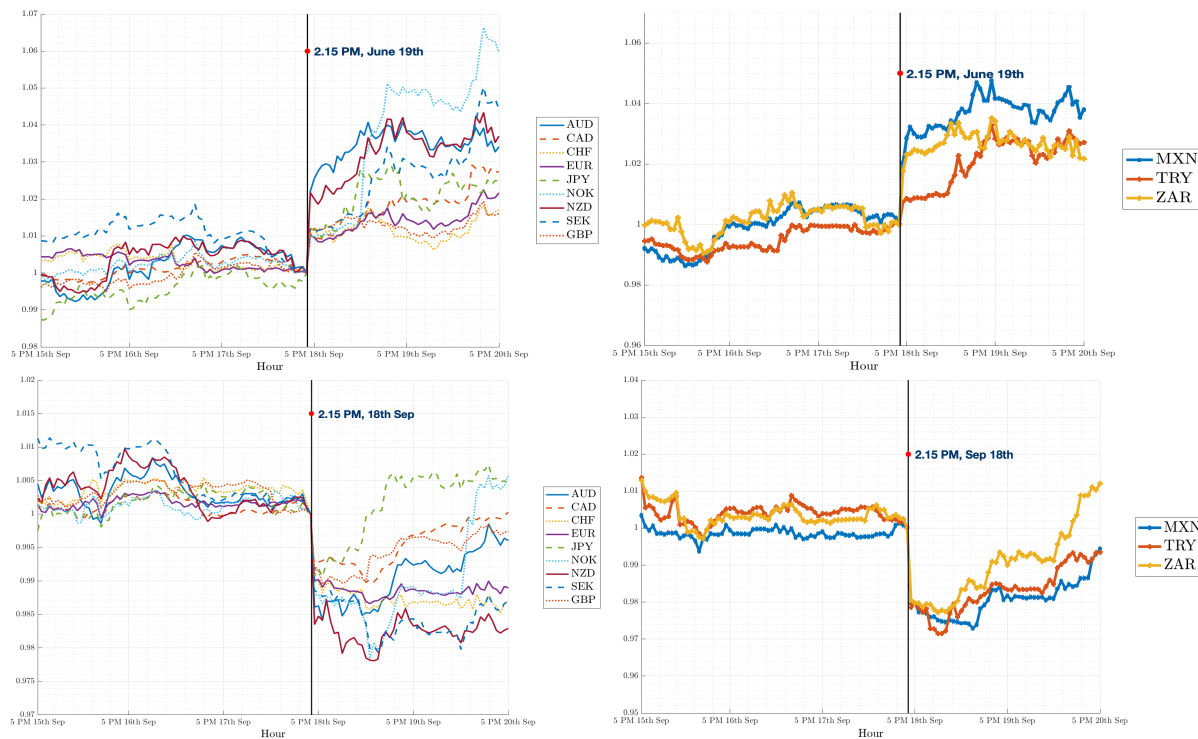 1.07
1.06
1.05
1.04
1.03
1.02
1.01
1
0.99
0.98
2.15 PM, June 19th
5 PM 15th Sep
5 PM 16th Sep
5 PM 17th Sep
5 PM 18th Sep
5 PM 19th Sep
5 PM 20th Sep
Hour
AUD
CAD
CHF
EUR
JPY
NOK
NZD
SEK
GBP
1.06
1.04
1.02
1
0.98
0.96
2.15 PM, June 19th
5 PM 15th Sep
5 PM 16th Sep
5 PM 17th Sep
5 PM 18th Sep
5 PM 19th Sep
5 PM 20th Sep
Hour
MXN
TRY
ZAR
1.02
1.015
1.01
1.005
1
0.995
0.99
0.985
0.98
0.975
0.97
2.15 PM, 18th Sep
5 PM 15th Sep
5 PM 16th Sep
5 PM 17th Sep
5 PM 18th Sep
5 PM 19th Sep
5 PM 20th Sep
Hour
AUD
CAD
CHF
EUR
JPY
NOK
NZD
SEK
GBP
1.04
1.03
1.02
1.01
1
0.99
0.98
0.97
0.96
0.95
2.15 PM, Sep 18th
5 PM 15th Sep
5 PM 16th Sep
5 PM 17th Sep
5 PM 18th Sep
5 PM 19th Sep
5 PM 20th Sep
Hour
MXN
TRY
ZAR